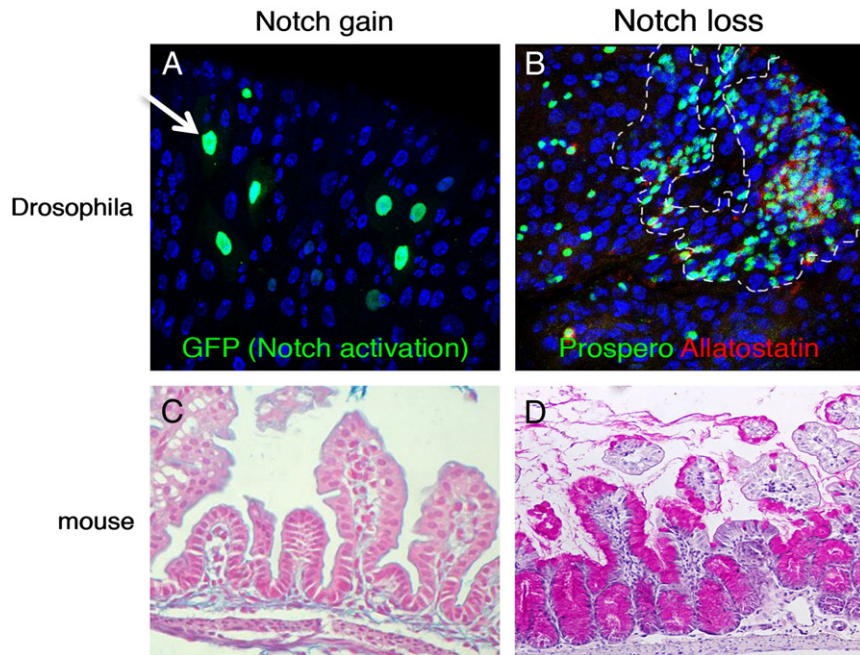 Notch gain
Notch loss
A
B
Drosophila
GFP (Notch activation)
Prospero Allatostatin
C
D
mouse